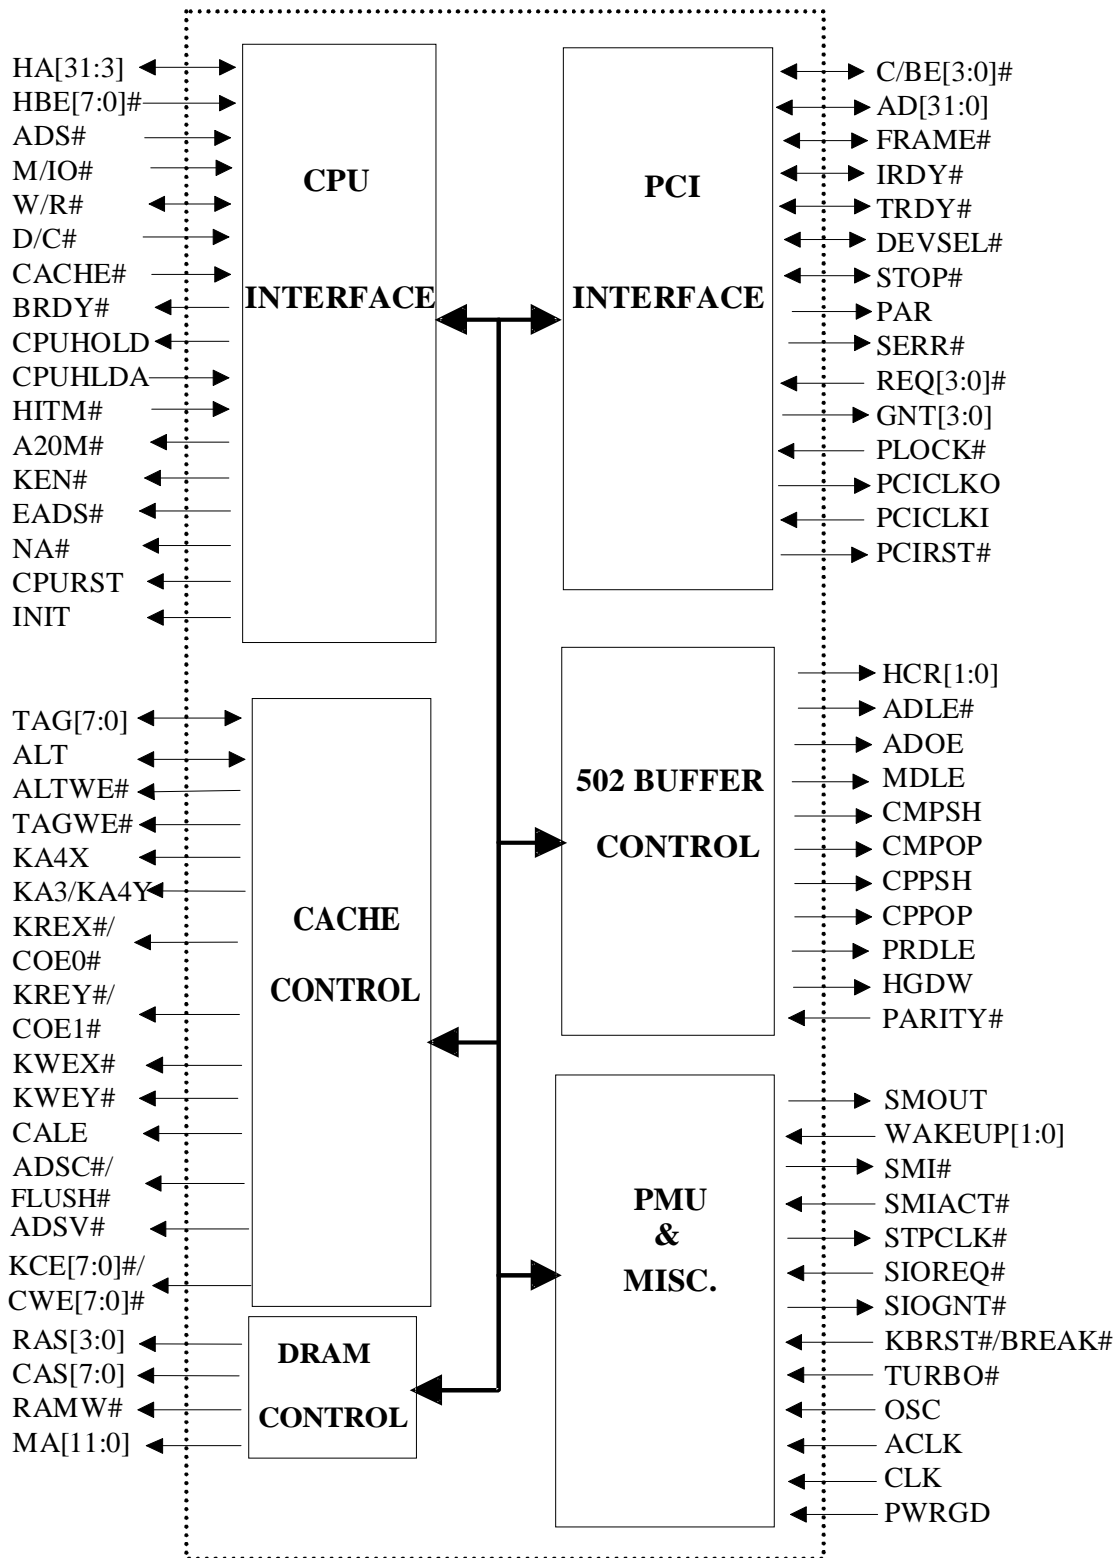 HA[31:3]
HBE[7:0]#
ADS#
M/IO#
W/R#
D/C#
CACHE#
BRDY#
CPUHOLD
CPUHLDA
HITM#
A20M#
KEN#
EADS#
NA#
CPURST
INIT
CPU
INTERFACE
PCI
INTERFACE
C/BE[3:0]#
AD[31:0]
FRAME#
IRDY#
TRDY#
DEVSEL#
STOP#
PAR
SERR#
REQ[3:0]#
GNT[3:0]
PLOCK#
PCICLKO
PCICLKI
PCIRST#
TAG[7:0]
ALT
ALTWE#
TAGWE#
KA4X
KA3/KA4Y
KREX#/
COE0#
KREY#/
COE1#
KWEX#
KWEY#
CALE
ADSC#/
FLUSH#
ADSV#
KCE[7:0]#/
CWE[7:0]#
CACHE
CONTROL
502 BUFFER
CONTROL
HCR[1:0]
ADLE#
ADOE
MDLE
CMPSH
CMPOP
CPPSH
CPPOP
PRDLE
HGDW
PARITY#
RAS[3:0]
CAS[7:0]
RAMW#
MA[11:0]
DRAM
CONTROL
PMU
&
MISC.
SMOUT
WAKEUP[1:0]
SMI#
SMIACT#
STPCLK#
SIOREQ#
SIOGNT#
KBRST#/BREAK#
TURBO#
OSC
ACLK
CLK
PWRGD